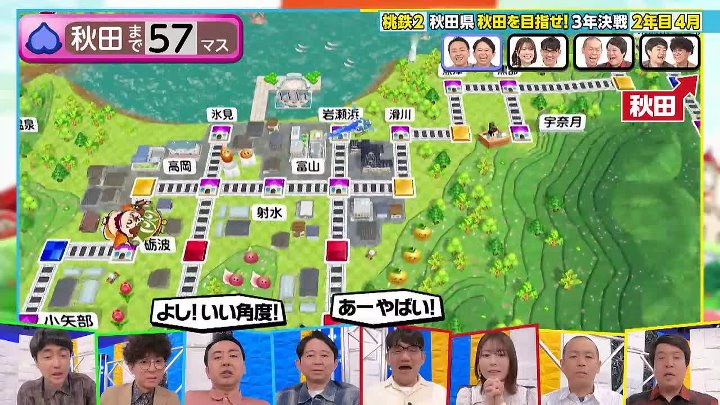 秋田まで57マス
桃鉄2 秋田県 秋田を目指せ!3年決戦 2年目4月
秋田
氷見
岩瀬浜
滑川
宇奈月
温泉
高岡
富山
射水
砺波
小矢部
よし!いい角度!
あーやばい!